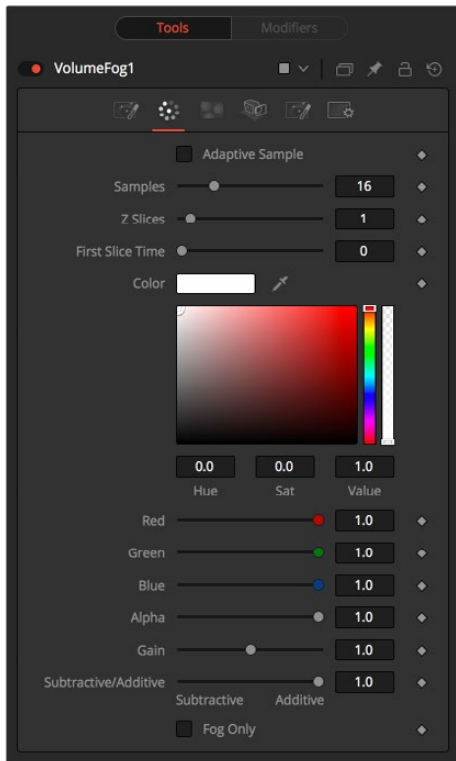 Tools Modifiers
VolumeFog1
Adaptive Sample
Samples 16
Z Slices 1
First Slice Time 0
Color
0.0 0.0 1.0
Hue Sat Value
Red 1.0
Green 1.0
Blue 1.0
Alpha 1.0
Gain 1.0
Subtractive/Additive 1.0
Subtractive Additive
Fog Only